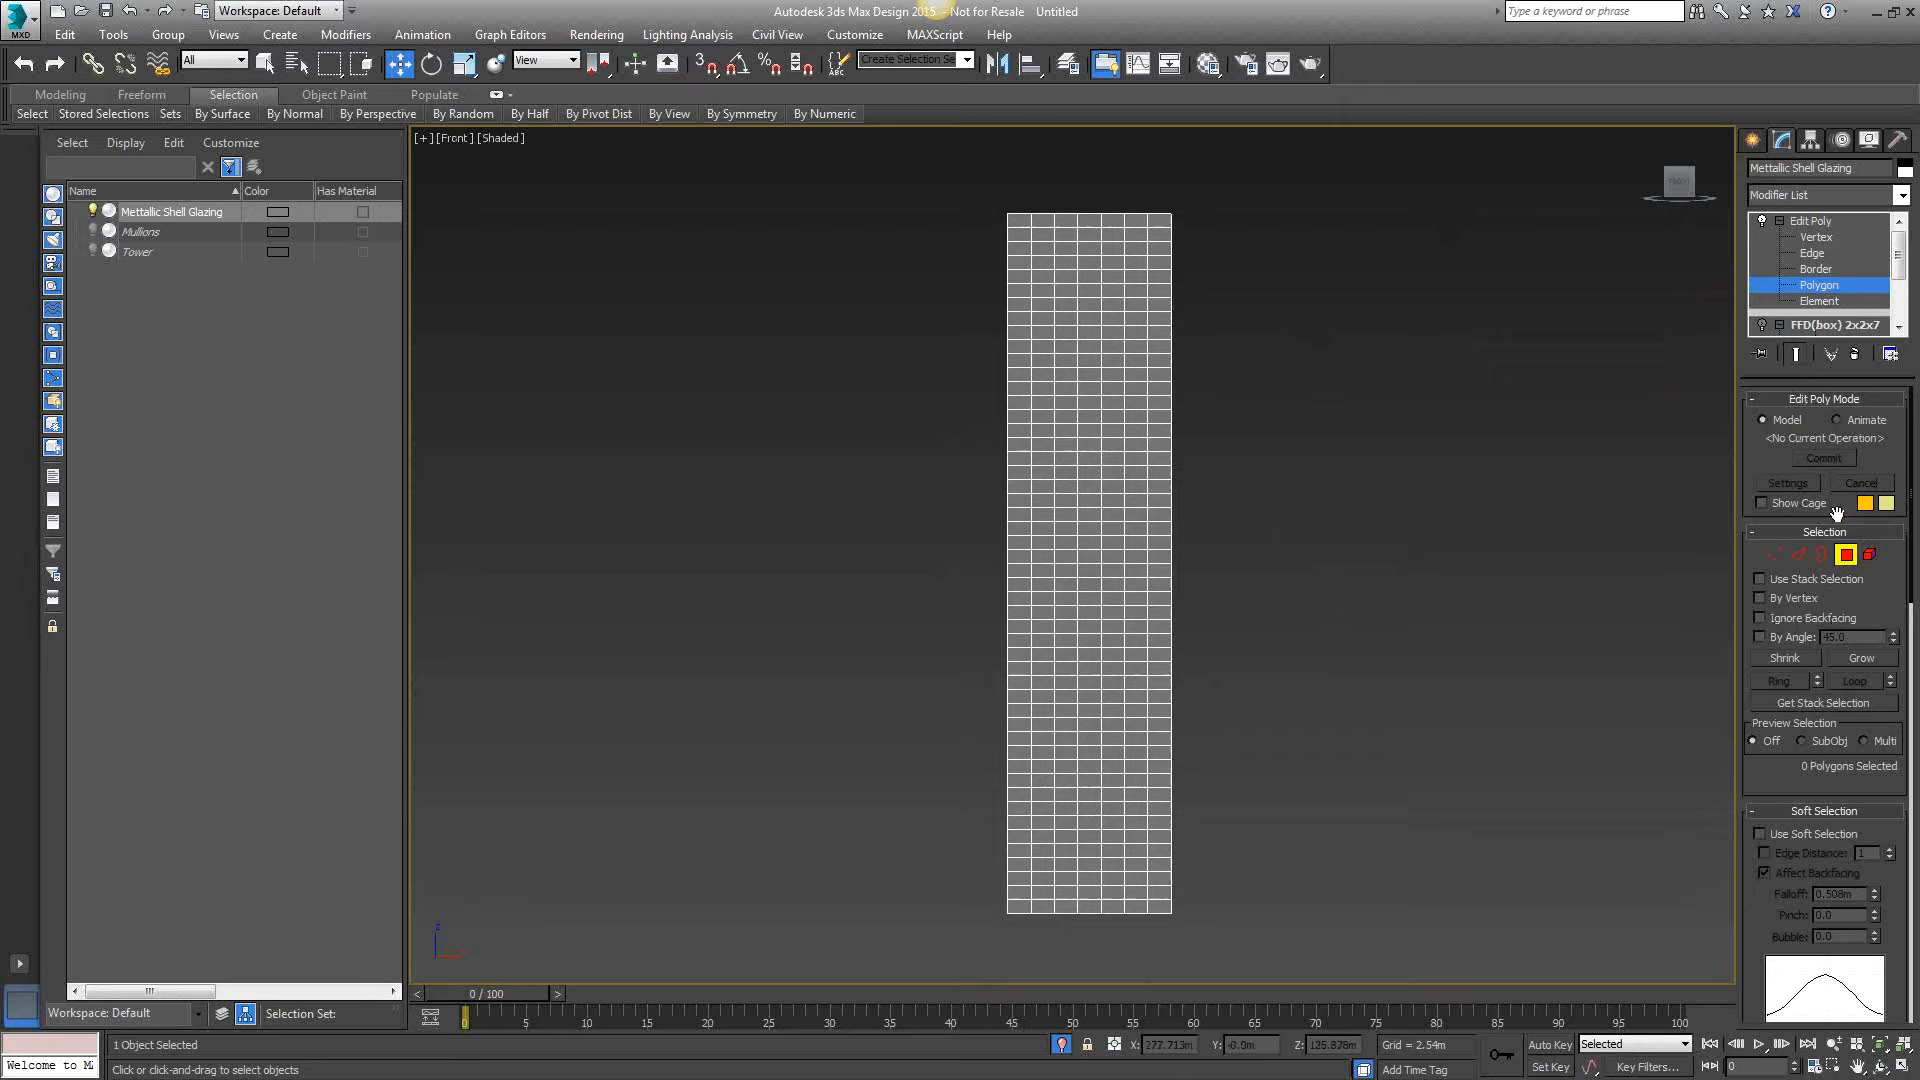 Workspace: Default
Autodesk 3ds Max Design 2015 - Not for Resale Untitled
Type a keyword or phrase
MXD
Edit Tools Group Views Create Modifiers Animation Graph Editors Rendering Lighting Analysis Civil View Customize MAXScript Help
All
View
3
Create Selection Se
ABC
Modeling Freeform Selection Object Paint Populate
Select Stored Selections Sets By Surface By Normal By Perspective By Random By Half By Pivot Dist By View By Symmetry By Numeric
[+] [Front] [Shaded]
Select Display Edit Customize
Name Color Has Material
Mettallic Shell Glazing
Mullions
Tower
FRONT
Mettallic Shell Glazing
Modifier List
Edit Poly
Vertex
Edge
Border
Polygon
Element
FFD(box) 2x2x7
Edit Poly Mode
Model Animate
<No Current Operation>
Commit
Settings Cancel
Show Cage
Selection
Use Stack Selection
By Vertex
Ignore Backfacing
By Angle: 45.0
Shrink Grow
Ring Loop
Get Stack Selection
Preview Selection
Off SubObj Multi
0 Polygons Selected
Soft Selection
Use Soft Selection
Edge Distance: 1
Affect Backfacing
Falloff: 0.508m
Pinch: 0.0
Bubble: 0.0
z
0 / 100
Workspace: Default
Selection Set:
0 5 10 15 20 25 30 35 40 45 50 55 60 65 70 75 80 85 90 95 100
1 Object Selected
X: 277.713m Y: -0.0m Z: 125.878m
Grid = 2.54m
Auto Key Selected
Welcome to M
Click or click-and-drag to select objects
Add Time Tag
Set Key
Key Filters...
0